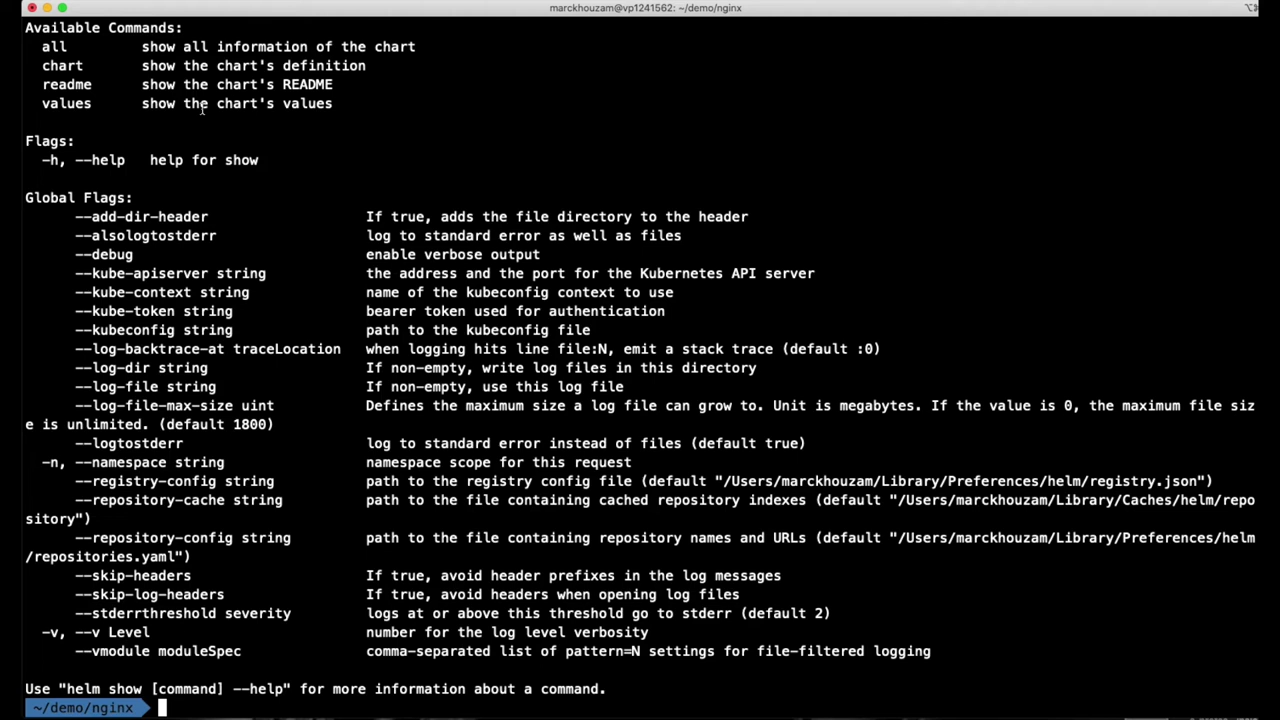 marckhouzam@vp1241562: ~/demo/nginx
Available Commands:
all show all information of the chart
chart show the chart's definition
readme show the chart's README
values show the chart's values
Flags:
-h, --help help for show
Global Flags:
--add-dir-header If true, adds the file directory to the header
--alsologtostderr log to standard error as well as files
--debug enable verbose output
--kube-apiserver string the address and the port for the Kubernetes API server
--kube-context string name of the kubeconfig context to use
--kube-token string bearer token used for authentication
--kubeconfig string path to the kubeconfig file
--log-backtrace-at traceLocation when logging hits line file:N, emit a stack trace (default :0)
--log-dir string If non-empty, write log files in this directory
--log-file string If non-empty, use this log file
--log-file-max-size uint Defines the maximum size a log file can grow to. Unit is megabytes. If the value is 0, the maximum file siz
e is unlimited. (default 1800)
--logtostderr log to standard error instead of files (default true)
-n, --namespace string namespace scope for this request
--registry-config string path to the registry config file (default "/Users/marckhouzam/Library/Preferences/helm/registry.json")
--repository-cache string path to the file containing cached repository indexes (default "/Users/marckhouzam/Library/Caches/helm/repo
sitory")
--repository-config string path to the file containing repository names and URLs (default "/Users/marckhouzam/Library/Preferences/helm
/repositories.yaml")
--skip-headers If true, avoid header prefixes in the log messages
--skip-log-headers If true, avoid headers when opening log files
--stderrthreshold severity logs at or above this threshold go to stderr (default 2)
-v, --v Level number for the log level verbosity
--vmodule moduleSpec comma-separated list of pattern=N settings for file-filtered logging
Use "helm show [command] --help" for more information about a command.
~/demo/nginx